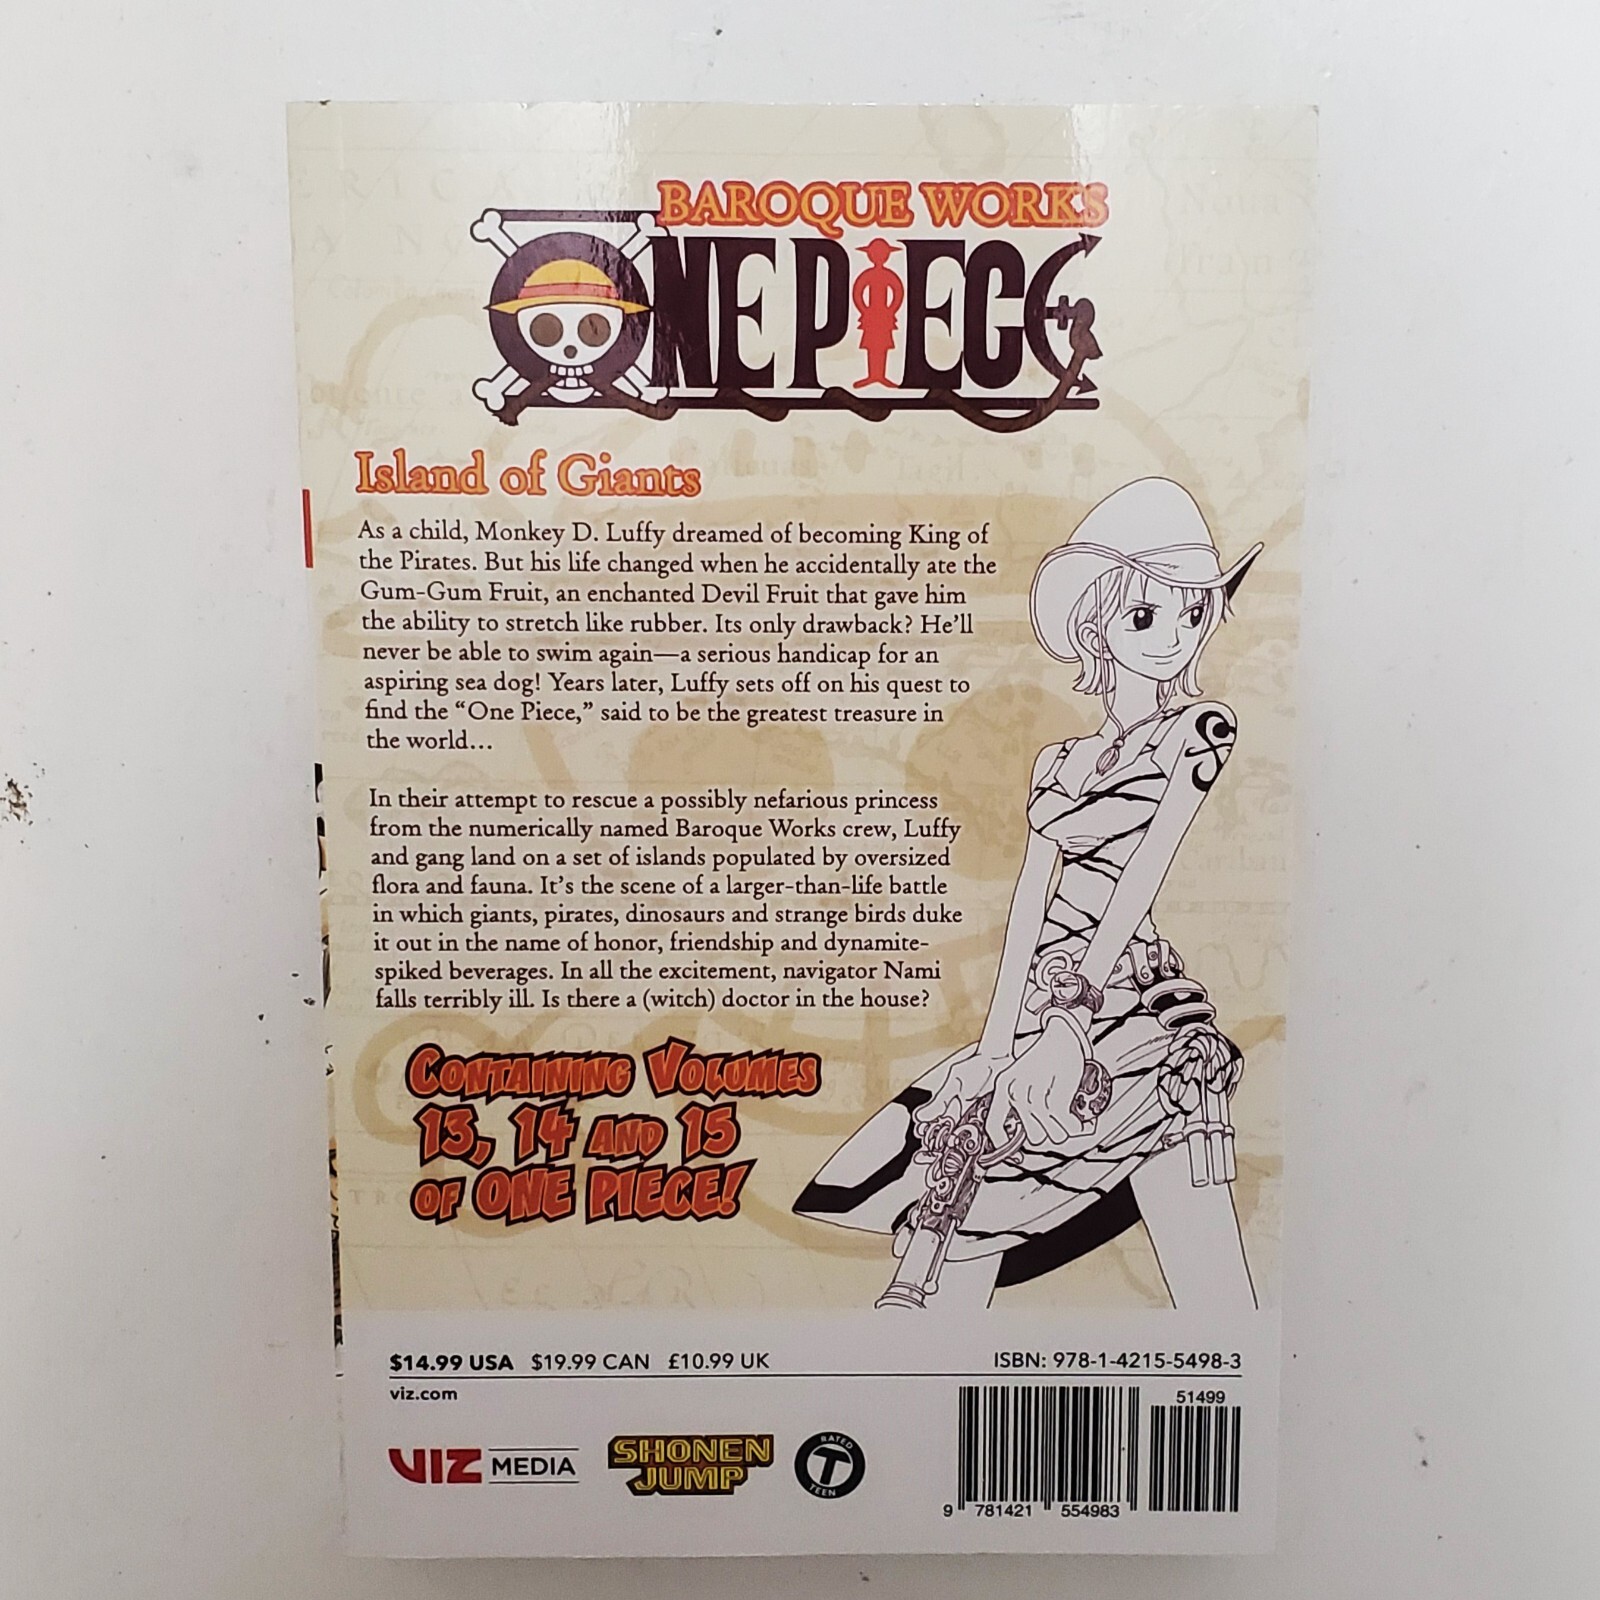 BAROQUE WORKS
ONE PIECE
Island of Giants
As a child, Monkey D. Luffy dreamed of becoming King of
the Pirates. But his life changed when he accidentally ate the
Gum-Gum Fruit, an enchanted Devil Fruit that gave him
the ability to stretch like rubber. Its only drawback? He'll
never be able to swim again—a serious handicap for an
aspiring sea dog! Years later, Luffy sets off on his quest to
find the “One Piece,” said to be the greatest treasure in
the world...
In their attempt to rescue a possibly nefarious princess
from the numerically named Baroque Works crew, Luffy
and gang land on a set of islands populated by oversized
flora and fauna. It's the scene of a larger-than-life battle
in which giants, pirates, dinosaurs and strange birds duke
it out in the name of honor, friendship and dynamite-
spiked beverages. In all the excitement, navigator Nami
falls terribly ill. Is there a (witch) doctor in the house?
CONTAINING VOLUMES
13, 14 AND 15
OF ONE PIECE!
$14.99 USA $19.99 CAN £10.99 UK
ISBN: 978-1-4215-5498-3
viz.com
51499
VIZ MEDIA
SHONEN
JUMP
RATED
T
TEEN
9 781421 554983